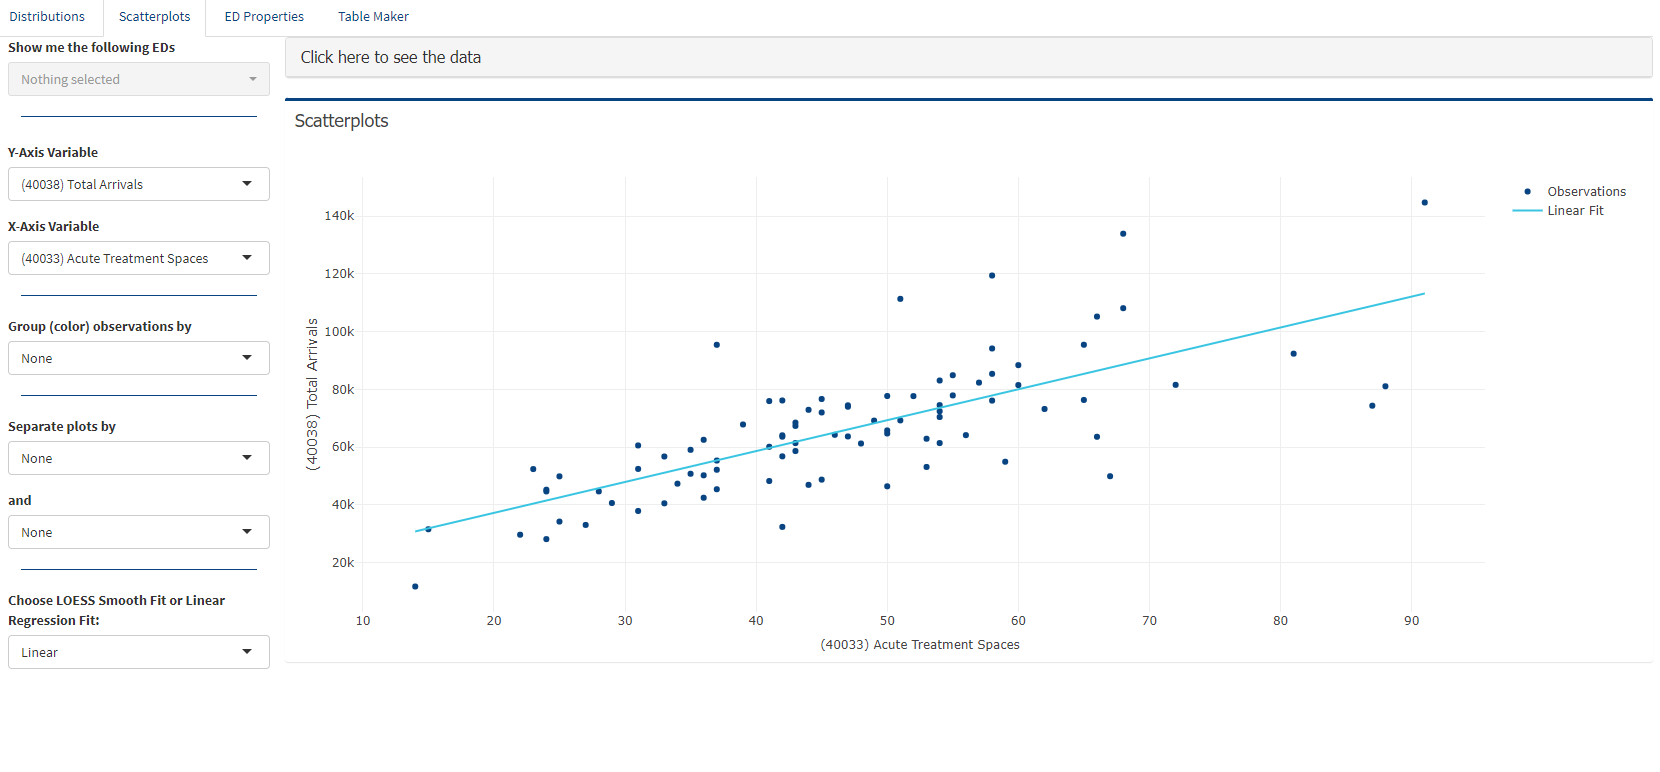 Distributions
Scatterplots
ED Properties
Table Maker
Show me the following EDs
Nothing selected
Y-Axis Variable
(40038) Total Arrivals
X-Axis Variable
(40033) Acute Treatment Spaces
Group (color) observations by
None
Separate plots by
None
and
None
Choose LOESS Smooth Fit or Linear
Regression Fit:
Linear
Click here to see the data
Scatterplots
(40038) Total Arrivals
140k
120k
100k
80k
60k
40k
20k
10
20
30
40
50
60
70
80
90
(40033) Acute Treatment Spaces
Observations
Linear Fit